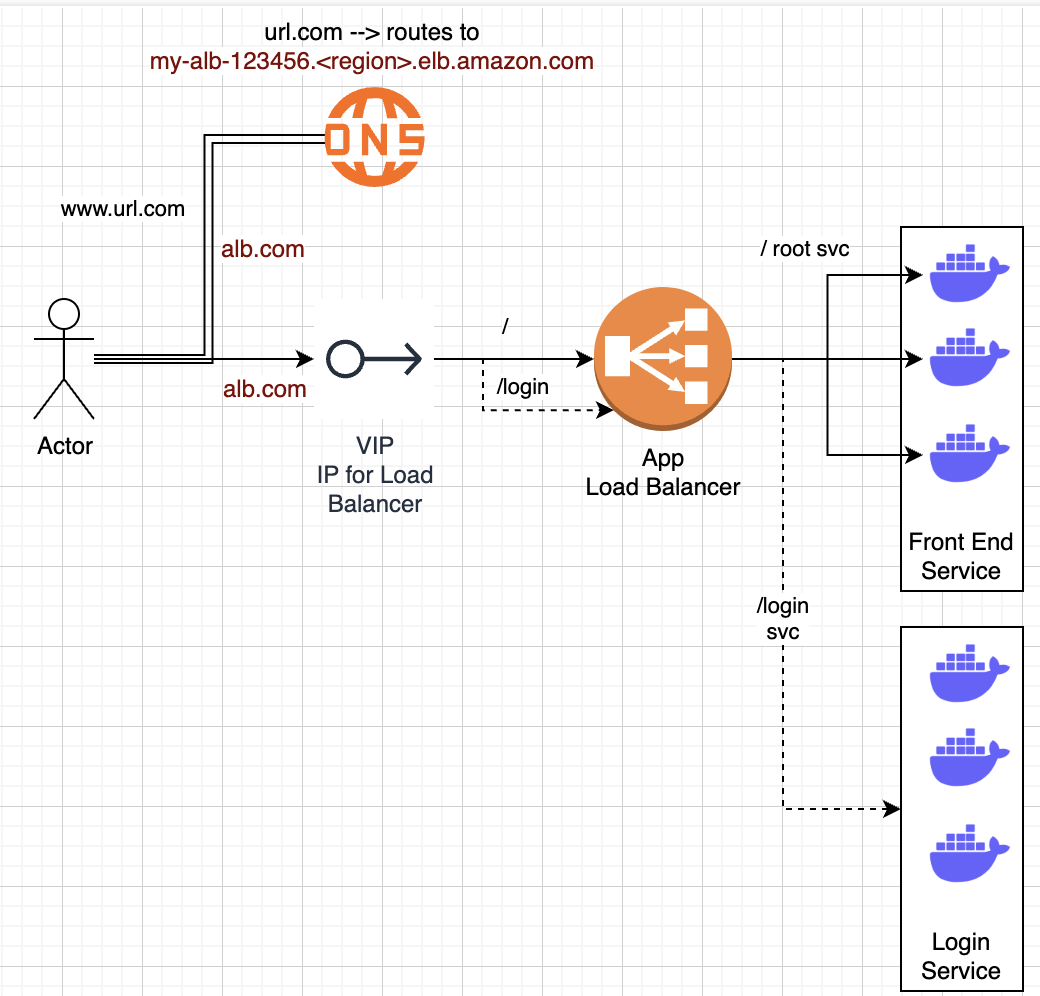 url.com --> routes to
my-alb-123456.<region>.elb.amazon.com
DNS
www.url.com
alb.com
/ root svc
/
/login
alb.com
Actor
VIP
IP for Load
Balancer
App
Load Balancer
Front End
Service
/login
svc
Login
Service